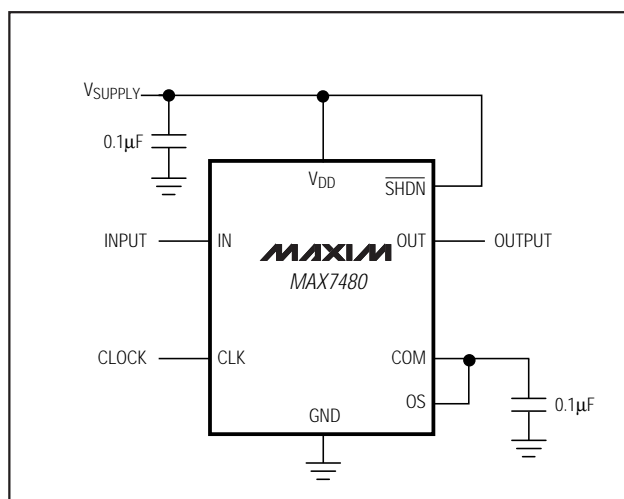 VSUPPLY
0.1μF
VDD
SHDN
INPUT
IN
OUT
OUTPUT
MAXIM
MAX7480
CLOCK
CLK
COM
OS
GND
0.1μF